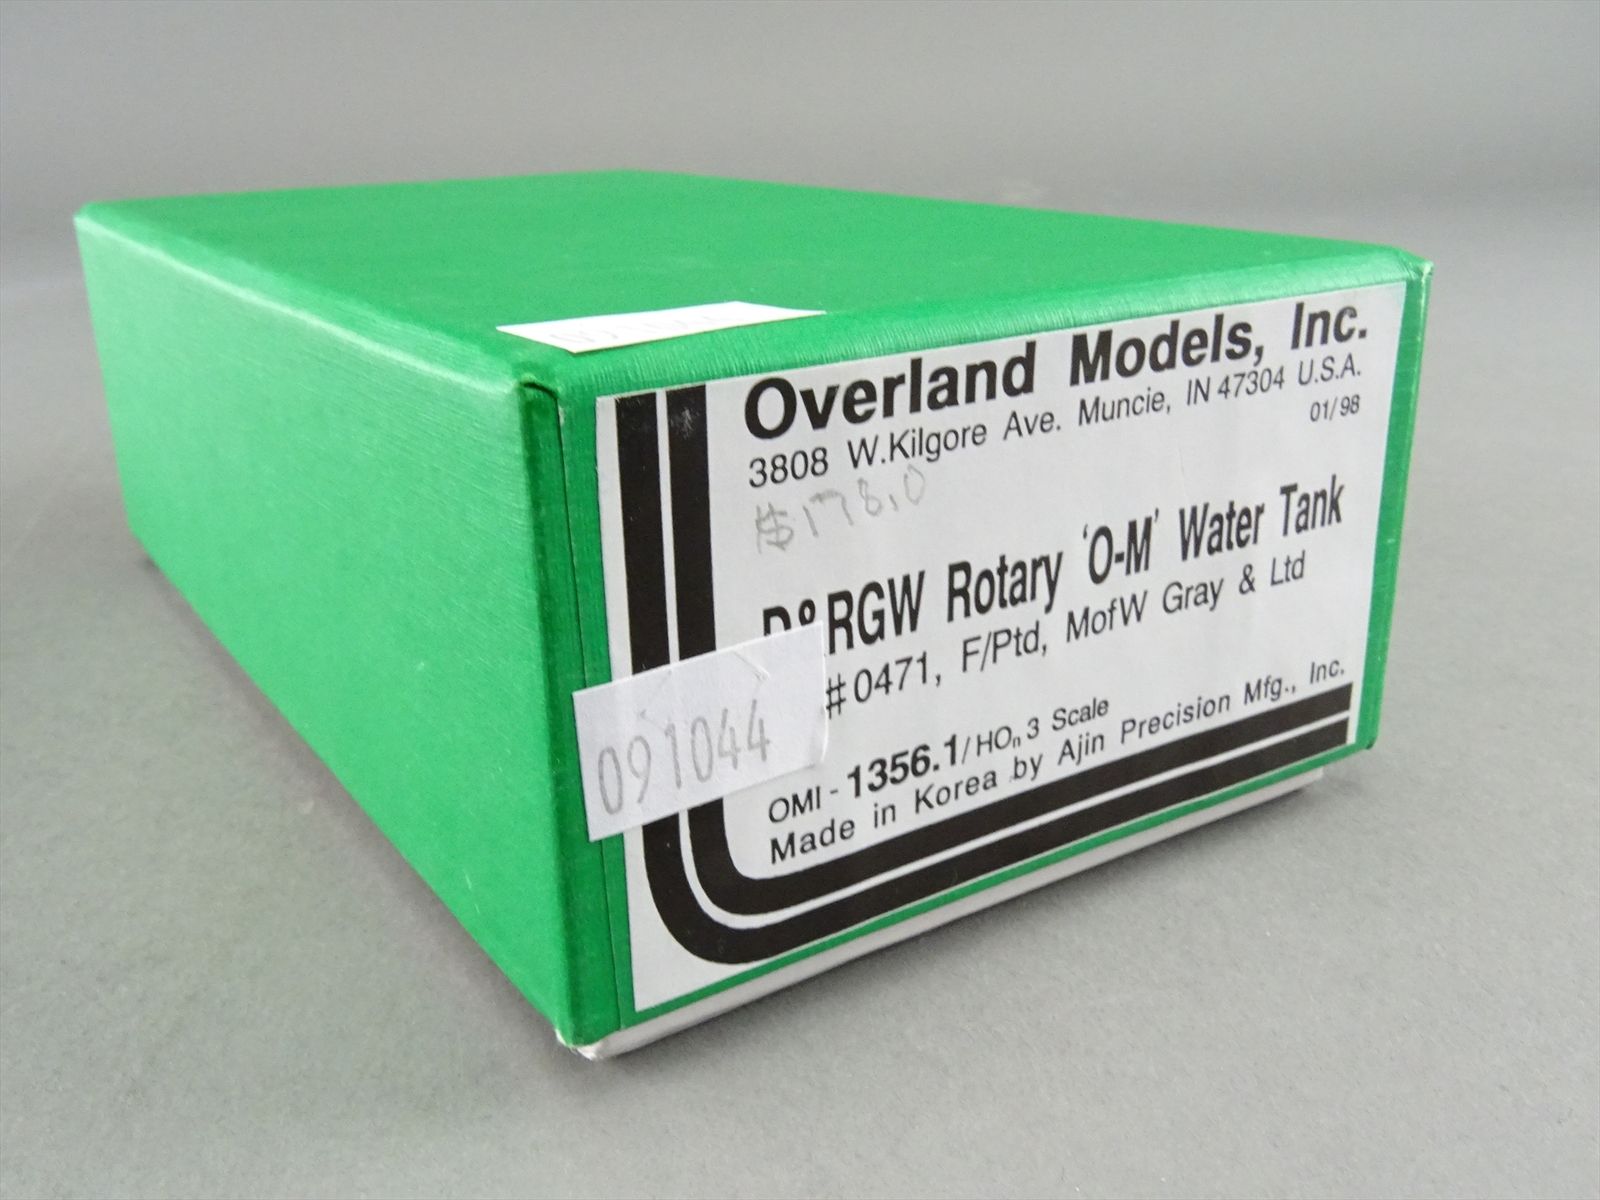 Overland Models, Inc.
3808 W.Kilgore Ave. Muncie, IN 47304 U.S.A.
01/98
$178.0
D&RGW Rotary 'O-M' Water Tank
#0471, F/Ptd, MofW Gray & Ltd
091044
OMI - 1356.1/HOn3 Scale
Made in Korea by Ajin Precision Mfg., Inc.